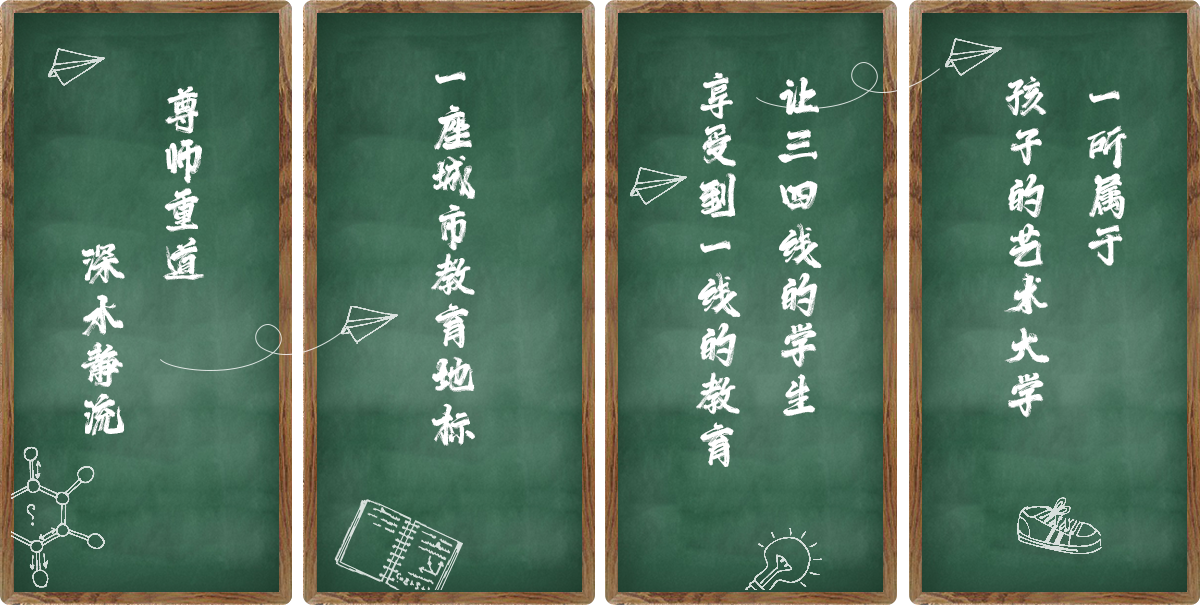 尊师重道
深水静流
一座城市教育地标
让三四线的学生
享受到一线的教育
一所属于
孩子的艺术大学